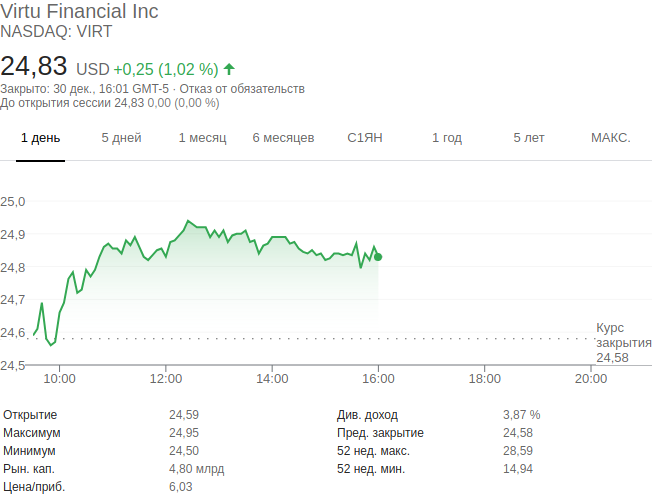 Virtu Financial Inc
NASDAQ: VIRT
24,83 USD +0,25 (1,02 %)
Закрыто: 30 дек., 16:01 GMT-5 · Отказ от обязательств
До открытия сессии 24,83 0,00 (0,00 %)
1 день 5 дней 1 месяц 6 месяцев С1ЯН 1 год 5 лет МАКС.
25,0
24,9
24,8
24,7
24,6
24,5
Курс
закрытия
24,58
10:00 12:00 14:00 16:00 18:00 20:00
Открытие 24,59 Див. доход 3,87 %
Максимум 24,95 Пред. закрытие 24,58
Минимум 24,50 52 нед. макс. 28,59
Рын. кап. 4,80 млрд 52 нед. мин. 14,94
Цена/приб. 6,03